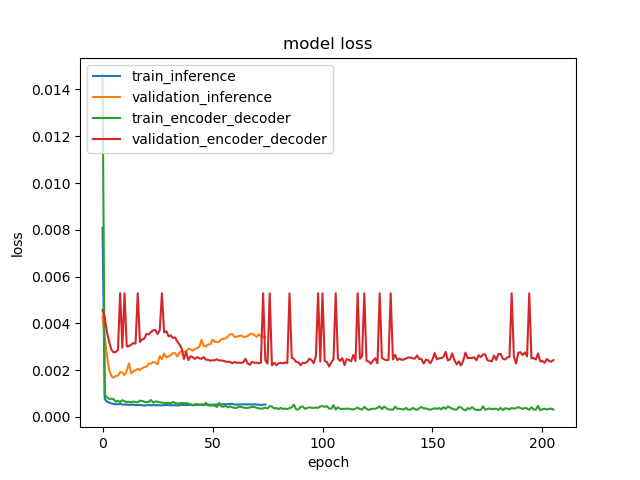 model loss
train_inference
validation_inference
train_encoder_decoder
validation_encoder_decoder
0.014
0.012
0.010
0.008
0.006
0.004
0.002
0.000
loss
0 50 100 150 200
epoch